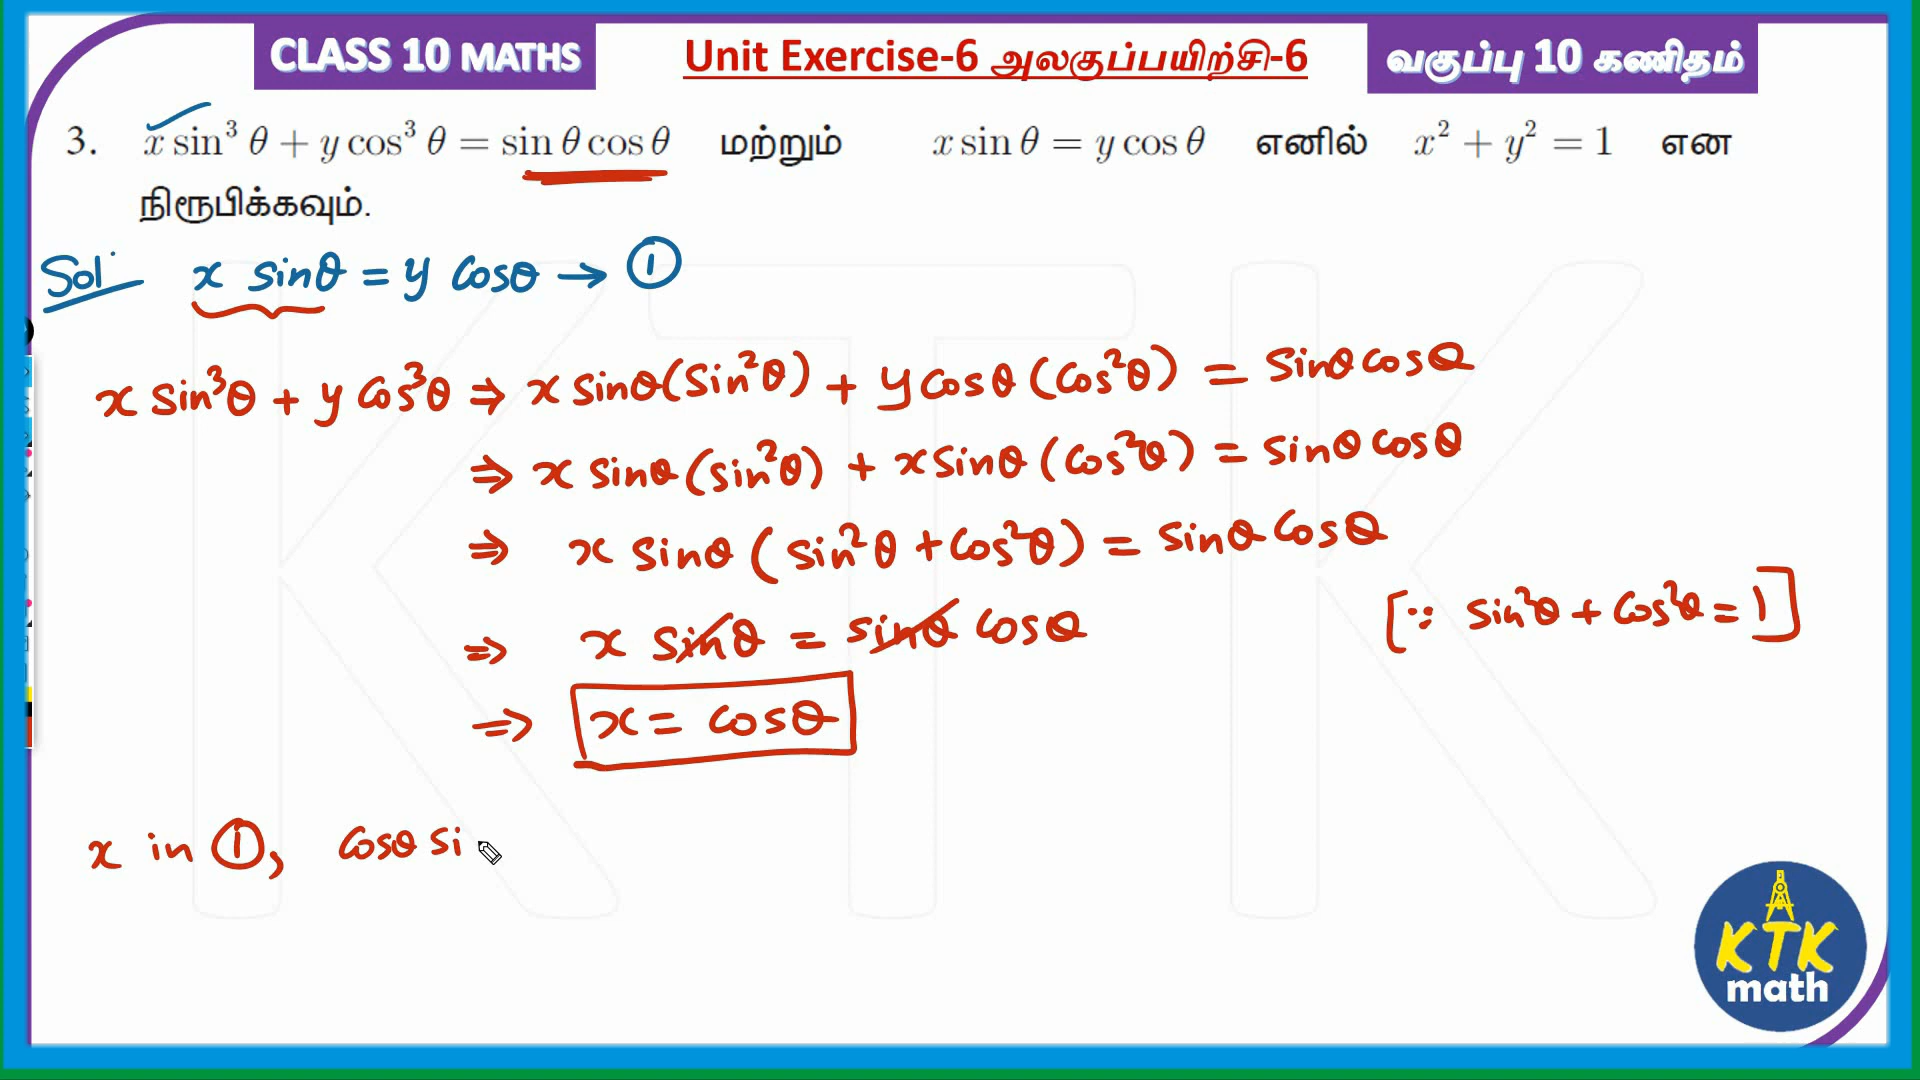 CLASS 10 MATHS Unit Exercise-6 அலகுப்பயிற்சி-6 வகுப்பு 10 கணிதம்
3. x sin³ θ + y cos³ θ = sin θ cos θ மற்றும் x sin θ = y cos θ எனில் x² + y² = 1 என
நிரூபிக்கவும்.
Sol: x sinθ = y cosθ → ①
x sin³θ + y cos³θ ⇒ x sinθ(sin²θ) + y cosθ (cos²θ) = sinθ cosθ
⇒ x sinθ(sin²θ) + x sinθ (cos²θ) = sinθ cosθ
⇒ x sinθ (sin²θ + cos²θ) = sinθ cosθ
⇒ x sinθ = sinθ cosθ [∵ sin²θ + cos²θ = 1]
⇒ x = cosθ
x in ①, cosθ si
KTK
math